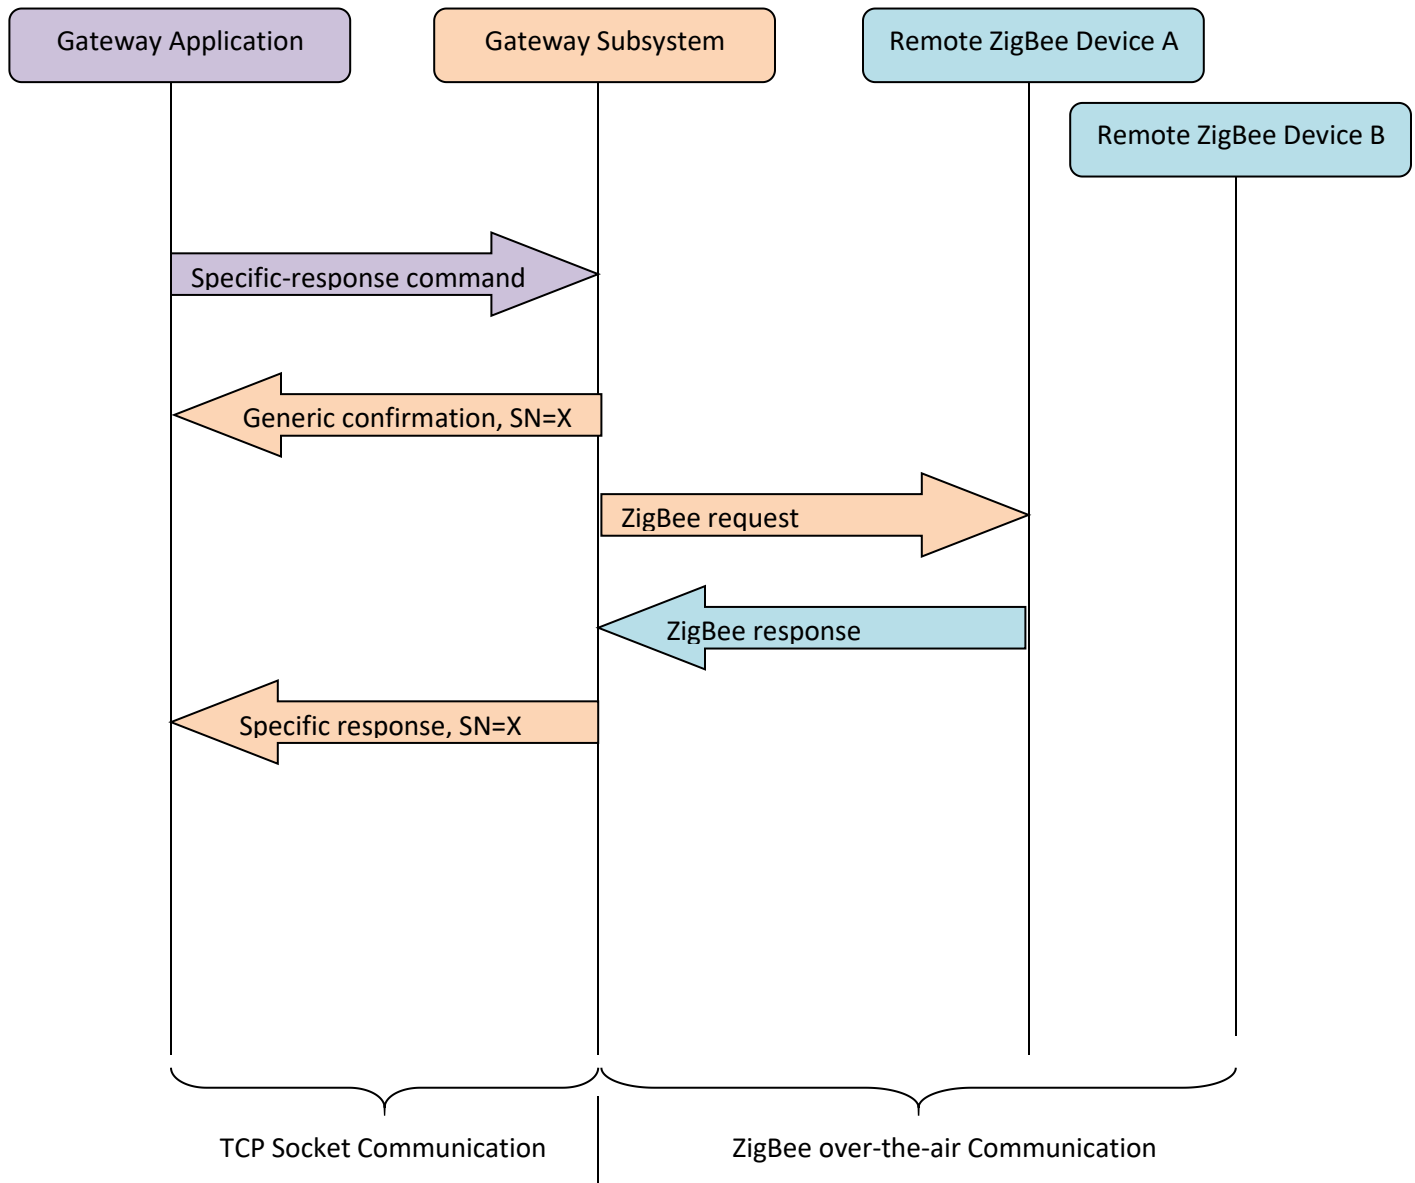 Gateway Application
Gateway Subsystem
Remote ZigBee Device A
Remote ZigBee Device B
Specific-response command
Generic confirmation, SN=X
ZigBee request
ZigBee response
Specific response, SN=X
TCP Socket Communication
ZigBee over-the-air Communication